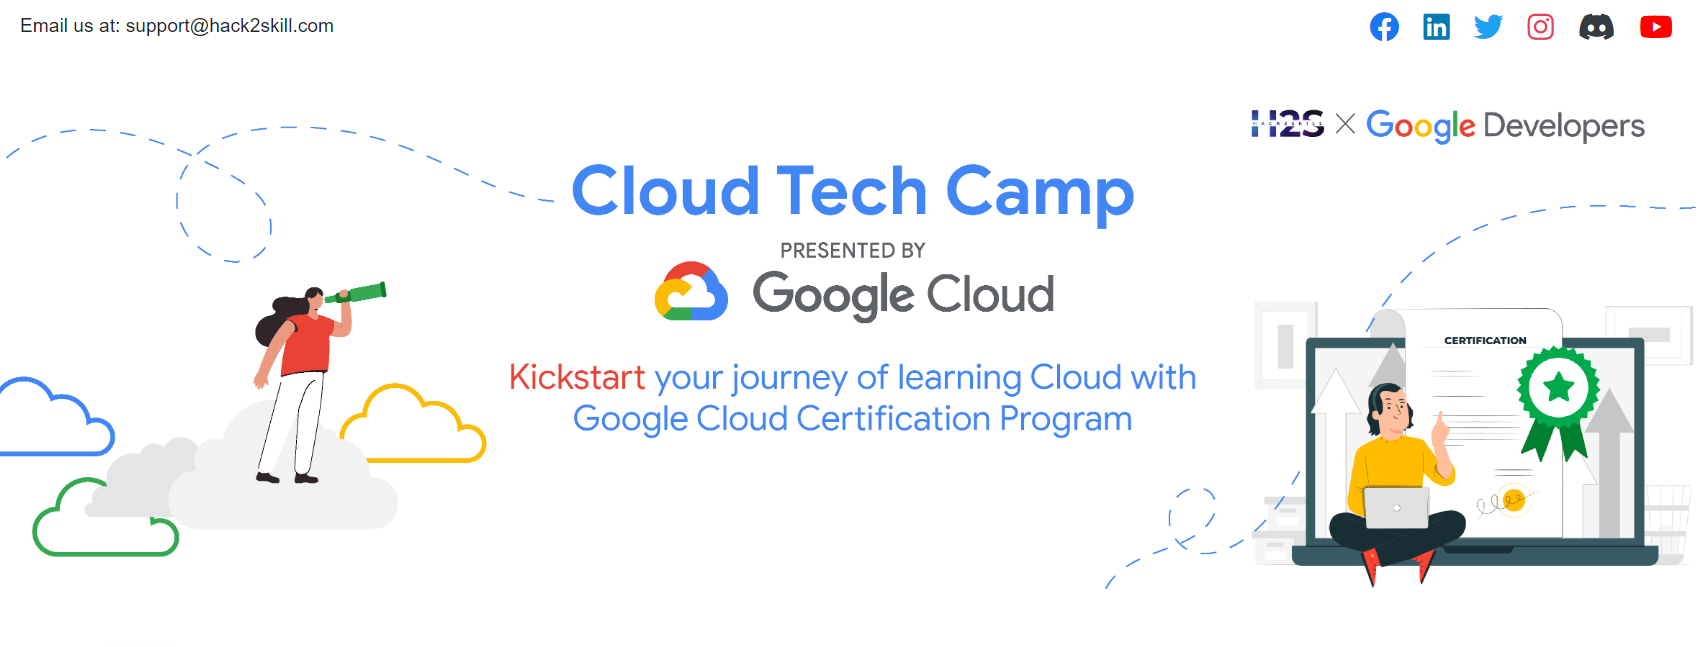 Email us at: support@hack2skill.com
H2S × Google Developers
HACK2SKILL
Cloud Tech Camp
PRESENTED BY
Google Cloud
Kickstart your journey of learning Cloud with
Google Cloud Certification Program
CERTIFICATION